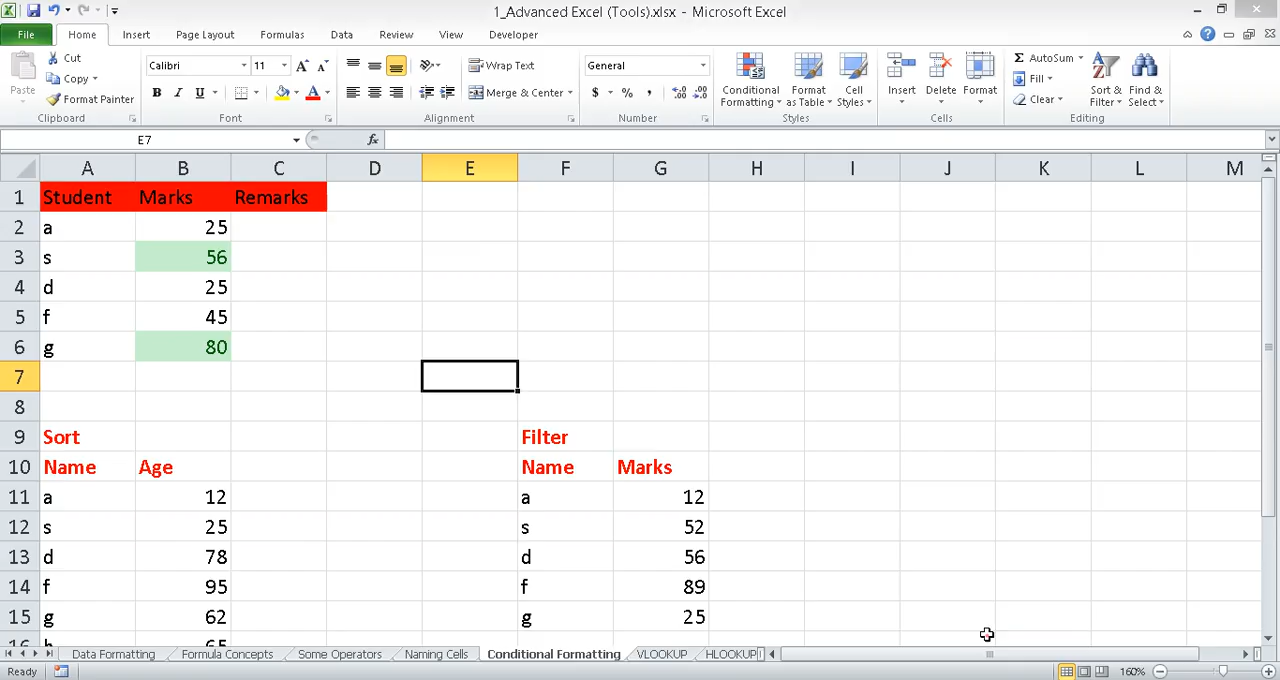 1_Advanced Excel (Tools).xlsx - Microsoft Excel
File Home Insert Page Layout Formulas Data Review View Developer
Cut
Calibri 11 Wrap Text General AutoSum
Copy Fill
Paste Format Painter Merge & Center $ % , Conditional Formatting Format as Table Cell Styles Insert Delete Format Clear Sort & Filter Find & Select
B I U A
Clipboard Font Alignment Number Styles Cells Editing
E7 fx
A B C D E F G H I J K L M
1 Student Marks Remarks
2 a 25
3 s 56
4 d 25
5 f 45
6 g 80
7
8
9 Sort Filter
10 Name Age Name Marks
11 a 12 a 12
12 s 25 s 52
13 d 78 d 56
14 f 95 f 89
15 g 62 g 25
16 h 65
Data Formatting Formula Concepts Some Operators Naming Cells Conditional Formatting VLOOKUP HLOOKUP
Ready 160%